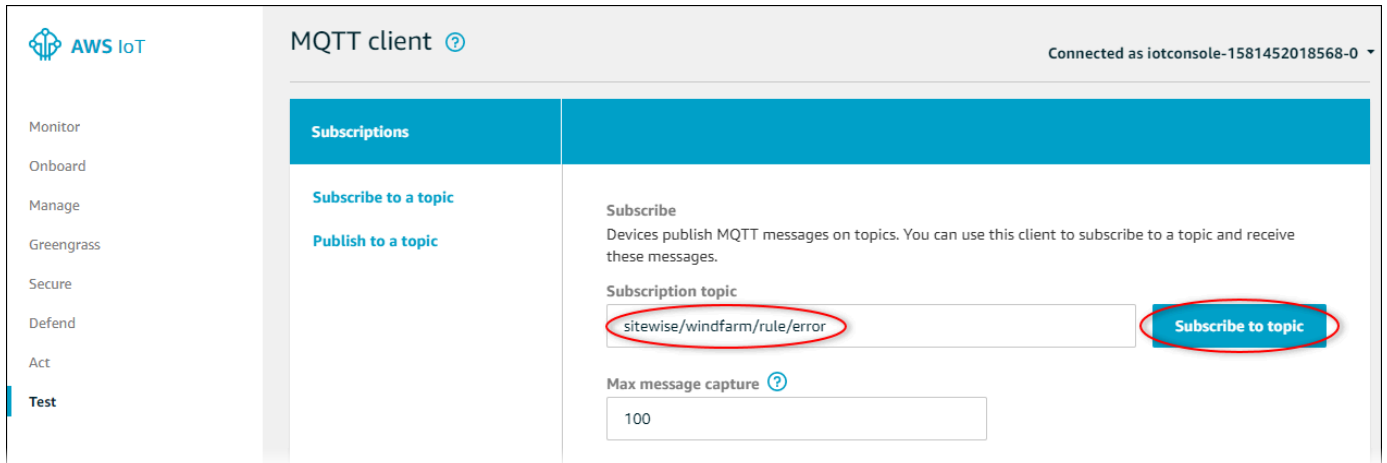 AWS IoT
MQTT client ?
Connected as iotconsole-1581452018568-0
Monitor
Onboard
Manage
Greengrass
Secure
Defend
Act
Test
Subscriptions
Subscribe to a topic
Publish to a topic
Subscribe
Devices publish MQTT messages on topics. You can use this client to subscribe to a topic and receive
these messages.
Subscription topic
sitewise/windfarm/rule/error
Subscribe to topic
Max message capture ?
100